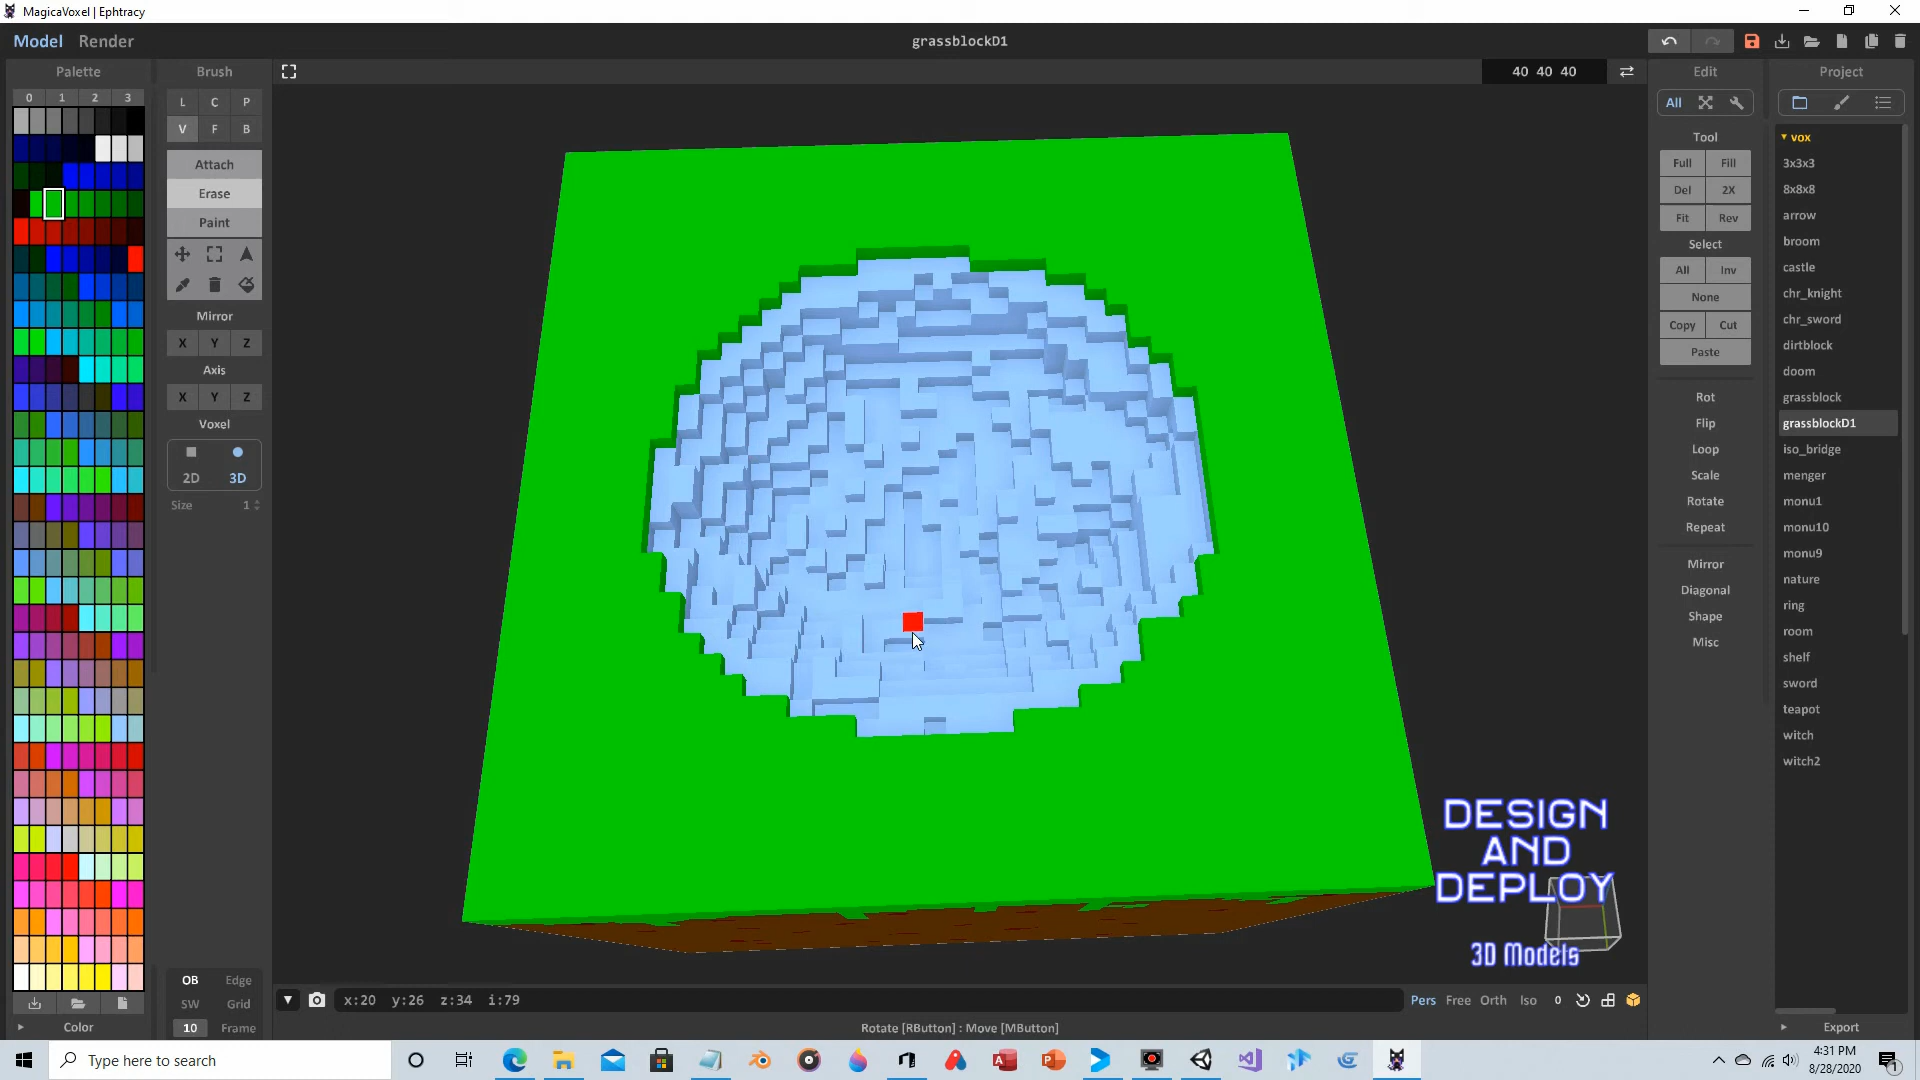 MagicaVoxel | Ephtracy
Model Render
grassblockD1
Palette
Brush
40 40 40
Edit
Project
0 1 2 3
L C P
V F B
All
Attach
Erase
Paint
Mirror
X Y Z
Axis
X Y Z
Voxel
2D 3D
Size 1
Tool
Full Fill
Del 2X
Fit Rev
Select
All Inv
None
Copy Cut
Paste
Rot
Flip
Loop
Scale
Rotate
Repeat
Mirror
Diagonal
Shape
Misc
vox
3x3x3
8x8x8
arrow
broom
castle
chr_knight
chr_sword
dirtblock
doom
grassblock
grassblockD1
iso_bridge
menger
monu1
monu10
monu9
nature
ring
room
shelf
sword
teapot
witch
witch2
DESIGN
AND
DEPLOY
3D Models
OB Edge
SW Grid
10 Frame
x:20 y:26 z:34 i:79
Pers Free Orth Iso 0
Color
Rotate [RButton] : Move [MButton]
Export
Type here to search
4:31 PM
8/28/2020
1